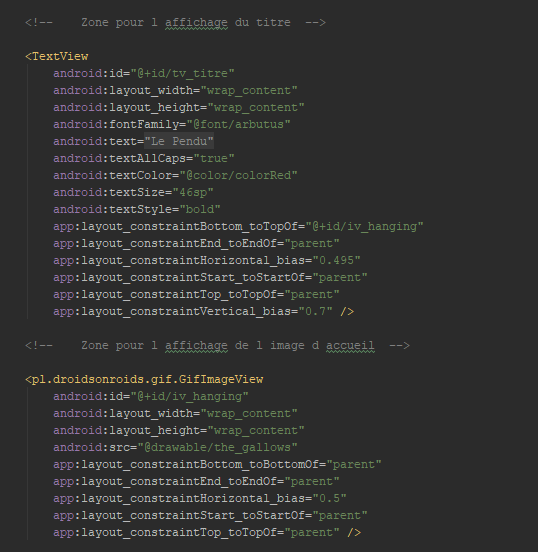 <!--    Zone pour l affichage du titre  -->
<TextView
android:id="@+id/tv_titre"
android:layout_width="wrap_content"
android:layout_height="wrap_content"
android:fontFamily="@font/arbutus"
android:text="Le Pendu"
android:textAllCaps="true"
android:textColor="@color/colorRed"
android:textSize="46sp"
android:textStyle="bold"
app:layout_constraintBottom_toTopOf="@+id/iv_hanging"
app:layout_constraintEnd_toEndOf="parent"
app:layout_constraintHorizontal_bias="0.495"
app:layout_constraintStart_toStartOf="parent"
app:layout_constraintTop_toTopOf="parent"
app:layout_constraintVertical_bias="0.7" />
<!--    Zone pour l affichage de l image d accueil  -->
<pl.droidsonroids.gif.GifImageView
android:id="@+id/iv_hanging"
android:layout_width="wrap_content"
android:layout_height="wrap_content"
android:src="@drawable/the_gallows"
app:layout_constraintBottom_toBottomOf="parent"
app:layout_constraintEnd_toEndOf="parent"
app:layout_constraintHorizontal_bias="0.5"
app:layout_constraintStart_toStartOf="parent"
app:layout_constraintTop_toTopOf="parent" />